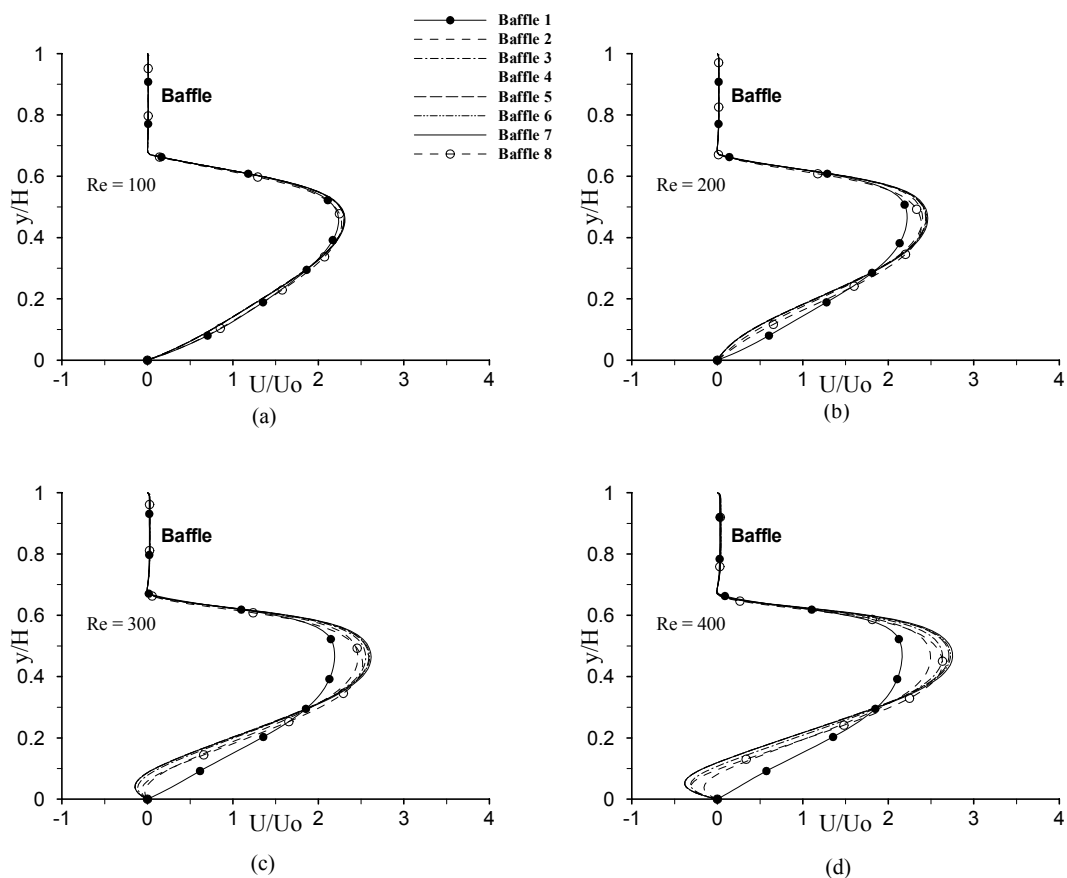 Baffle 1
Baffle 2
Baffle 3
Baffle 4
Baffle 5
Baffle 6
Baffle 7
Baffle 8
1
0.8
0.6
0.4
0.2
0
y/H
Baffle
Re = 100
-1 0 1 2 3 4
U/Uo
(a)
1
0.8
0.6
0.4
0.2
0
y/H
Baffle
Re = 200
-1 0 1 2 3 4
U/Uo
(b)
1
0.8
0.6
0.4
0.2
0
y/H
Baffle
Re = 300
-1 0 1 2 3 4
U/Uo
(c)
1
0.8
0.6
0.4
0.2
0
y/H
Baffle
Re = 400
-1 0 1 2 3 4
U/Uo
(d)